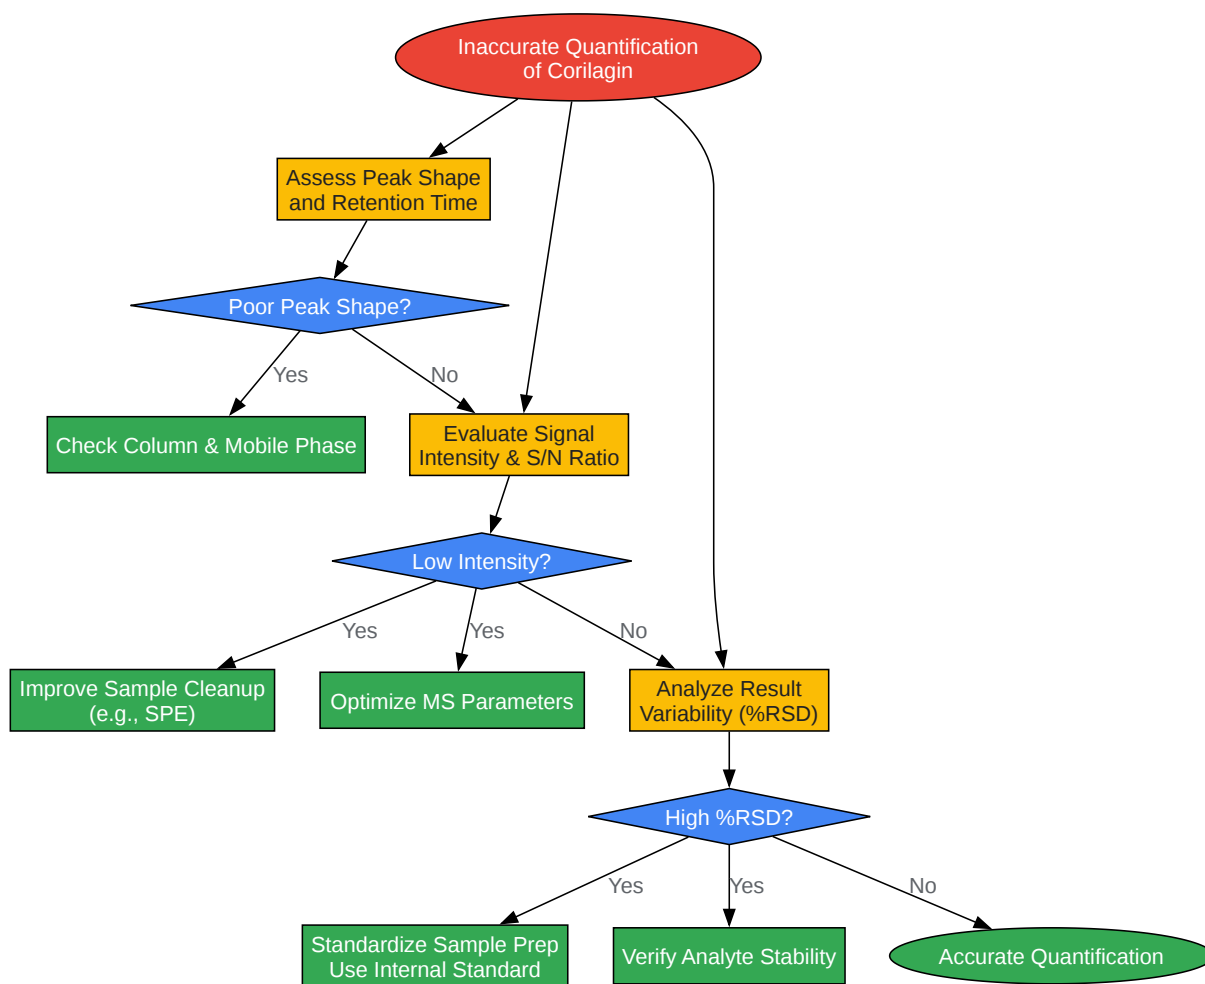 Inaccurate Quantification
of Corilagin
Assess Peak Shape
and Retention Time
Poor Peak Shape?
Yes
No
Check Column & Mobile Phase
Evaluate Signal
Intensity & S/N Ratio
Low Intensity?
Yes
Yes
No
Improve Sample Cleanup
(e.g., SPE)
Optimize MS Parameters
Analyze Result
Variability (%RSD)
High %RSD?
Yes
Yes
No
Standardize Sample Prep
Use Internal Standard
Verify Analyte Stability
Accurate Quantification